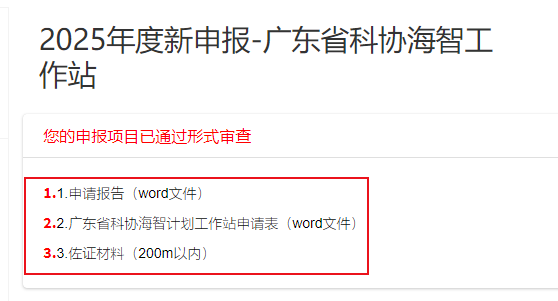 2025年度新申报-广东省科协海智工
作站
您的申报项目已通过形式审查
1.1.申请报告（word文件）
2.2.广东省科协海智计划工作站申请表（word文件）
3.3.佐证材料（200m以内）